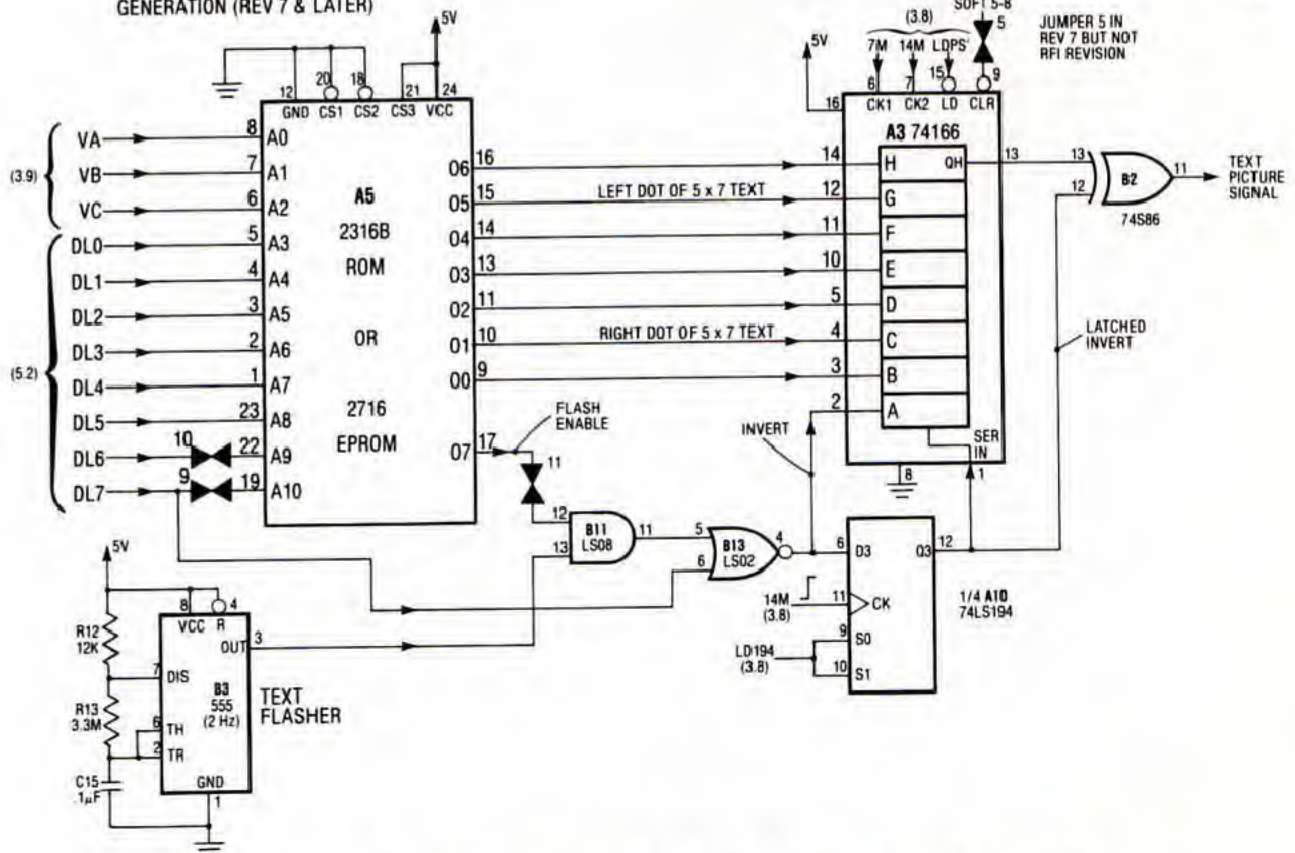 GENERATION (REV 7 & LATER)
5V
12 20 18 21 24
GND CS1 CS2 CS3 VCC
(3.9)
VA 8 A0
VB 7 A1
VC 6 A2
(5.2)
DL0 5 A3
DL1 4 A4
DL2 3 A5
DL3 2 A6
DL4 1 A7
DL5 23 A8
DL6 10 22 A9
DL7 9 19 A10
A5
2316B
ROM
OR
2716
EPROM
06 16
05 15
04 14
03 13
02 11
01 10
00 9
07 17
LEFT DOT OF 5 x 7 TEXT
RIGHT DOT OF 5 x 7 TEXT
FLASH
ENABLE
11
SOFT 5-8
5
JUMPER 5 IN
REV 7 BUT NOT
RFI REVISION
(3.8)
7M 14M LDPS'
5V
16 6 7 15 9
CK1 CK2 LD CLR
A3 74166
14 H QH 13
12 G
11 F
10 E
5 D
4 C
3 B
2 A
SER
IN
8 1
13
12
B2
11
74S86
TEXT
PICTURE
SIGNAL
LATCHED
INVERT
INVERT
12
13
B11
LS08
11
5
6
B13
LS02
4
6 D3 Q3 12
14M
(3.8)
11 CK
LD194
(3.8)
9 S0
10 S1
1/4 A10
74LS194
5V
R12
12K
R13
3.3M
C15
.1µF
8 4
VCC R
OUT 3
7 DIS
B3
555
(2 Hz)
6 TH
2 TR
GND
1
TEXT
FLASHER